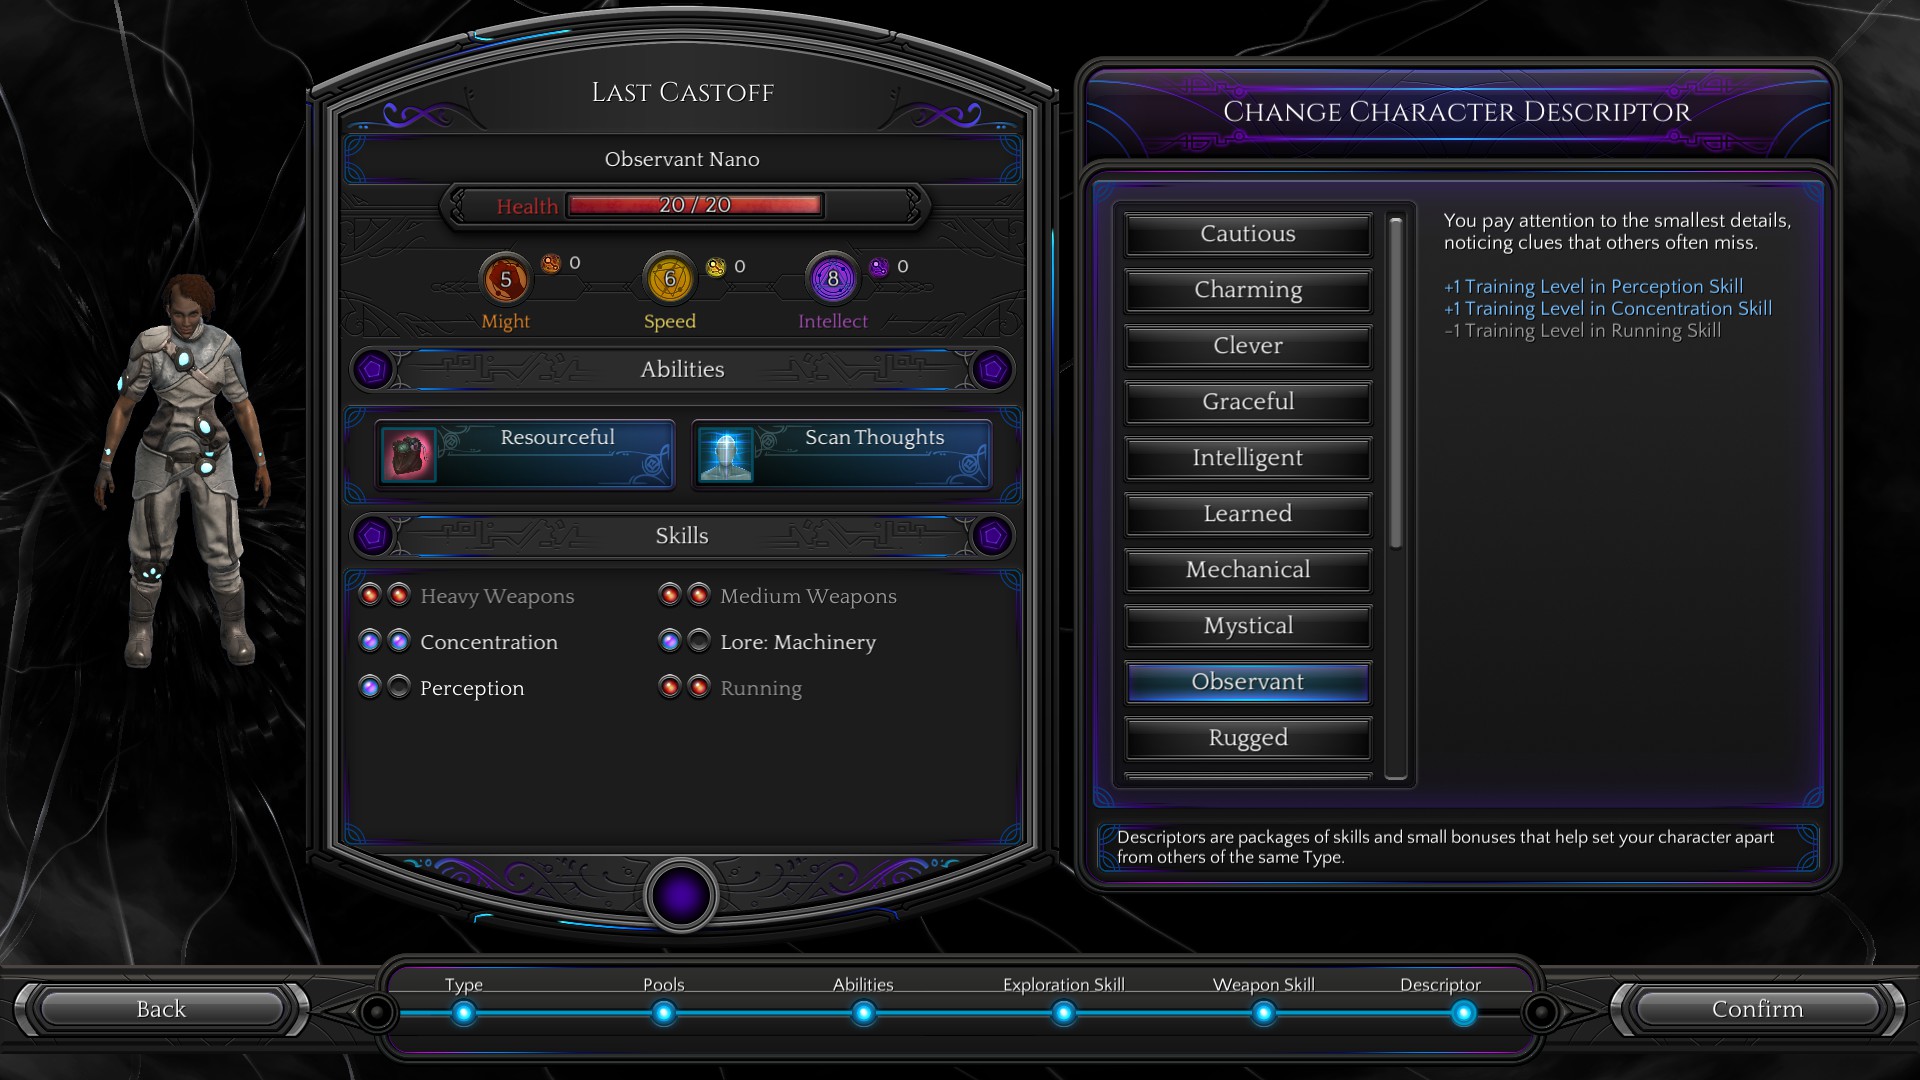 Last Castoff
Observant Nano
Health 20 / 20
5 0 6 0 8 0
Might Speed Intellect
Abilities
Resourceful Scan Thoughts
Skills
Heavy Weapons Medium Weapons
Concentration Lore: Machinery
Perception Running
Change Character Descriptor
Cautious
Charming
Clever
Graceful
Intelligent
Learned
Mechanical
Mystical
Observant
Rugged
You pay attention to the smallest details,
noticing clues that others often miss.
+1 Training Level in Perception Skill
+1 Training Level in Concentration Skill
-1 Training Level in Running Skill
Descriptors are packages of skills and small bonuses that help set your character apart
from others of the same Type.
Type Pools Abilities Exploration Skill Weapon Skill Descriptor
Back Confirm